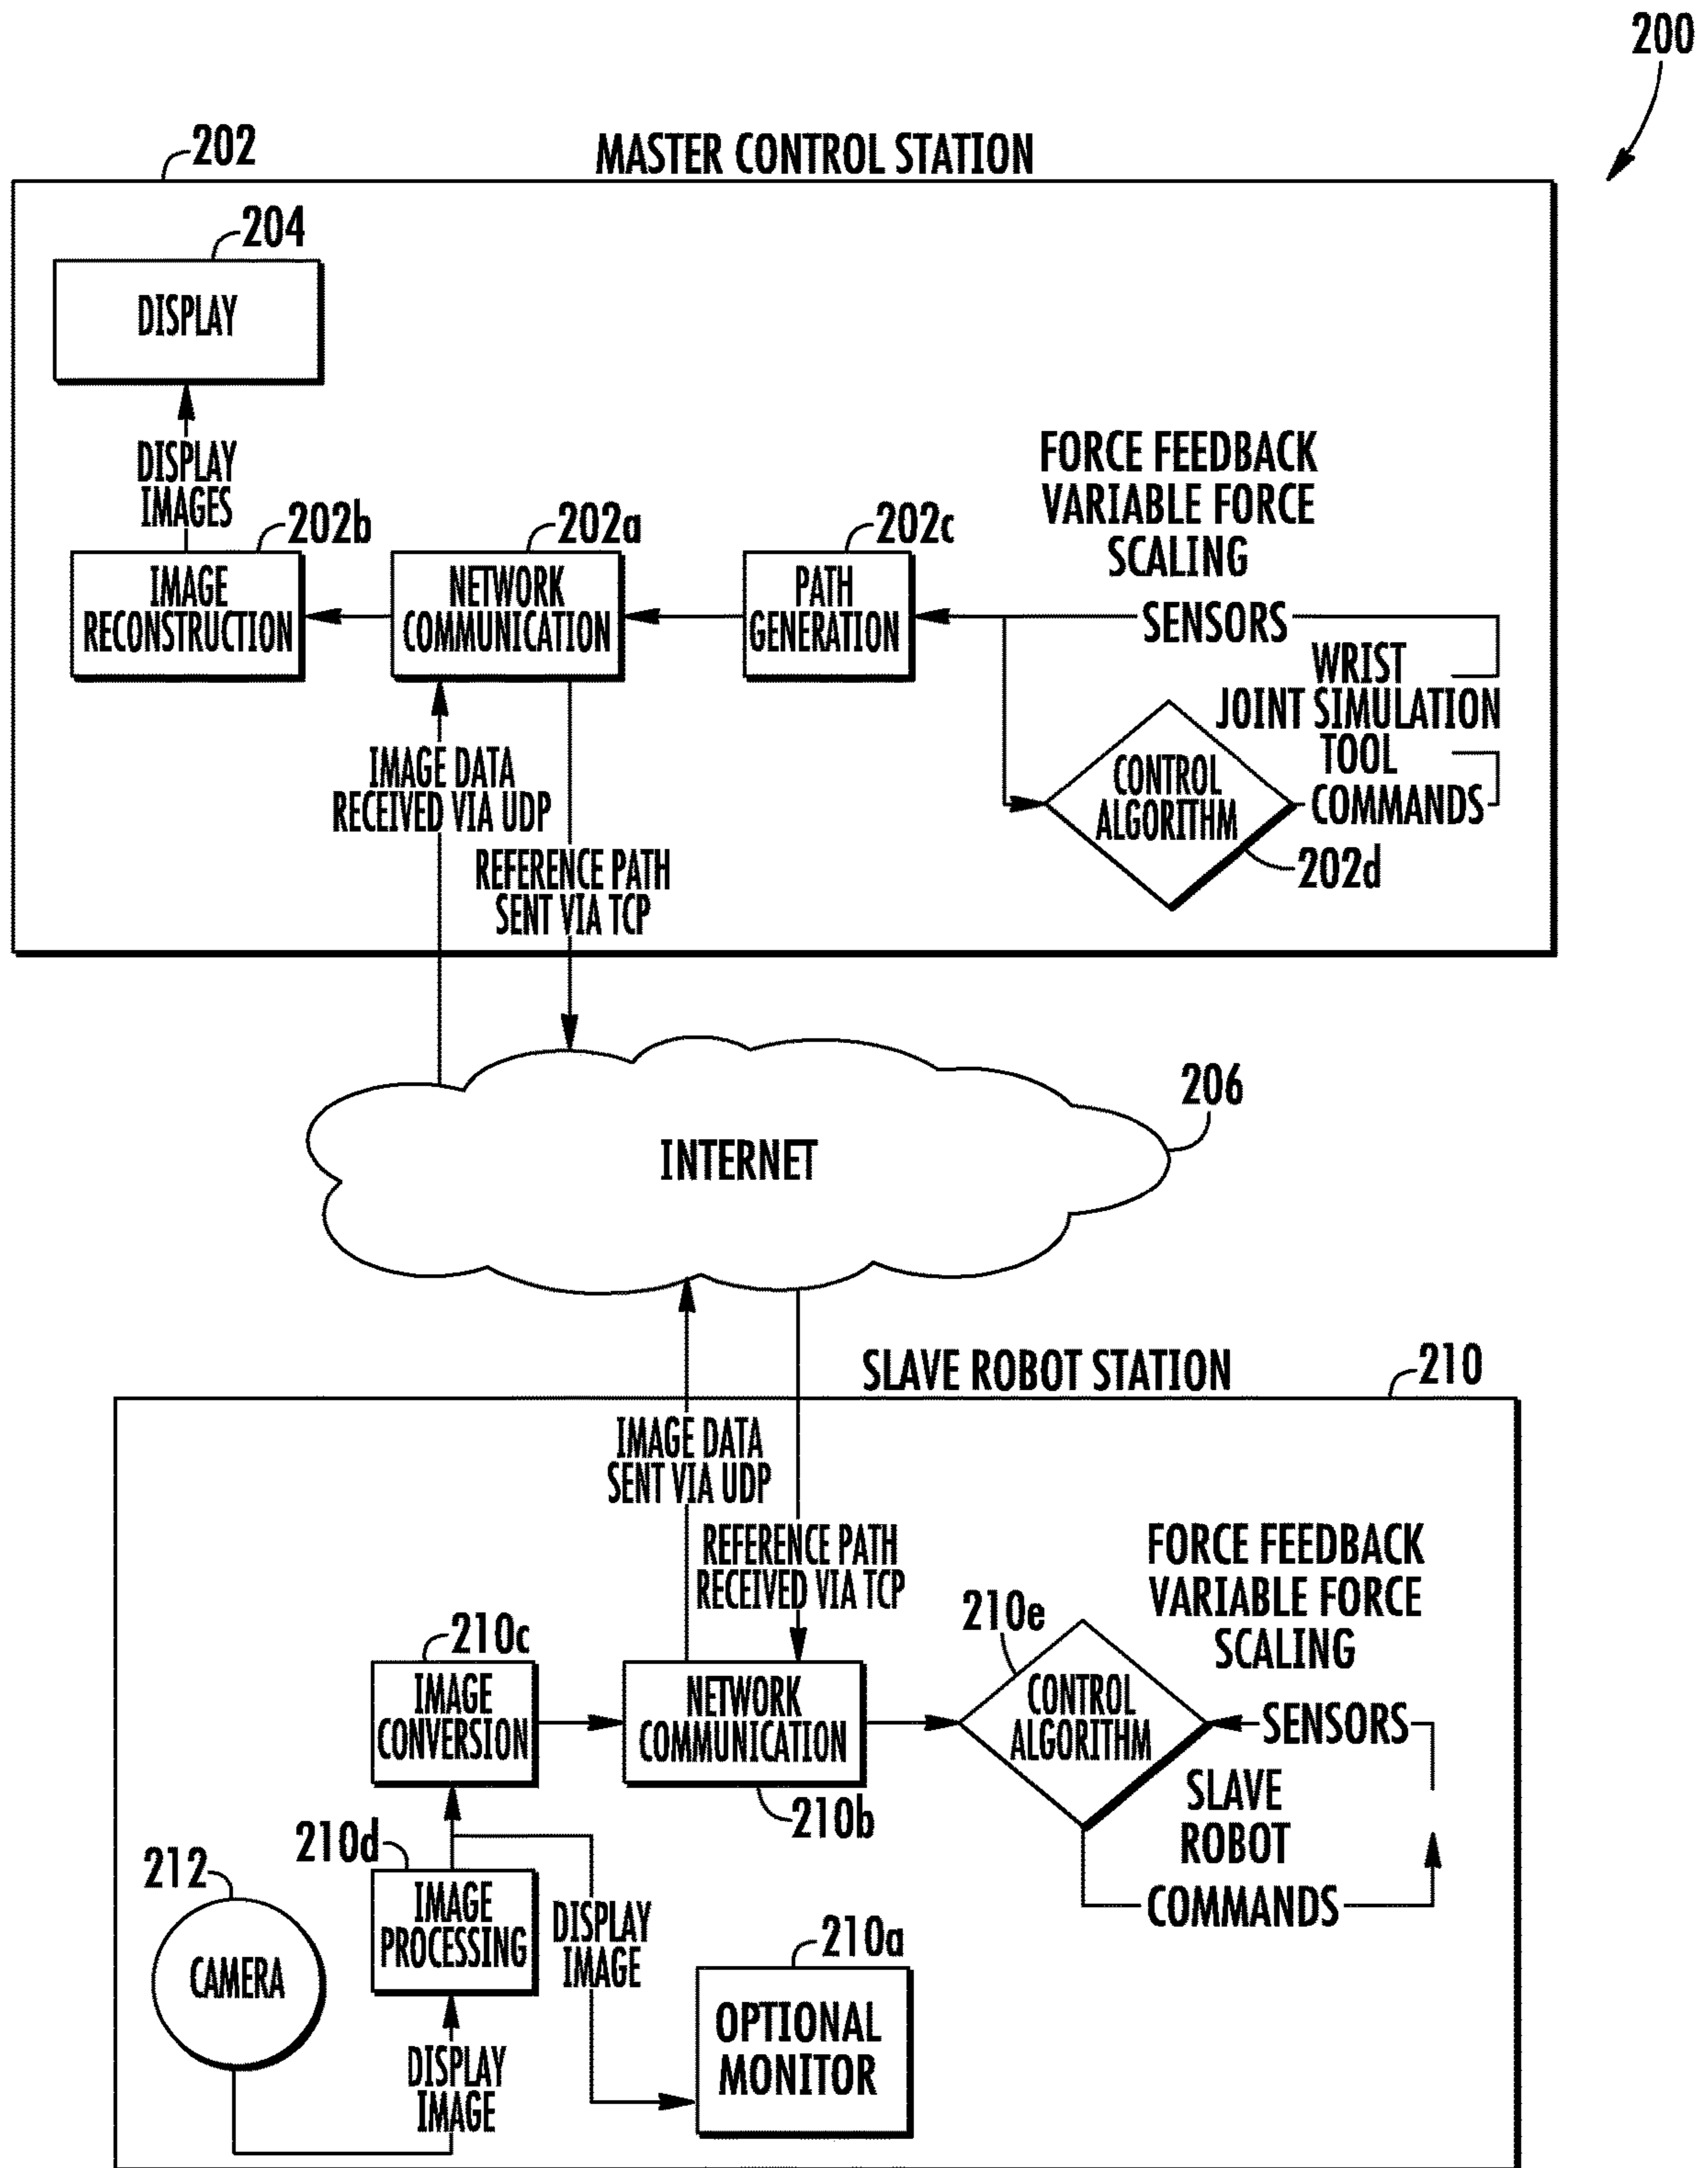 200
202
MASTER CONTROL STATION
204
DISPLAY
DISPLAY
IMAGES
202b
202a
202c
FORCE FEEDBACK
VARIABLE FORCE
SCALING
IMAGE
RECONSTRUCTION
NETWORK
COMMUNICATION
PATH
GENERATION
SENSORS
WRIST
JOINT SIMULATION
TOOL
COMMANDS
CONTROL
ALGORITHM
202d
IMAGE DATA
RECEIVED VIA UDP
REFERENCE PATH
SENT VIA TCP
206
INTERNET
SLAVE ROBOT STATION
210
IMAGE DATA
SENT VIA UDP
REFERENCE PATH
RECEIVED VIA TCP
FORCE FEEDBACK
VARIABLE FORCE
SCALING
210e
210c
IMAGE
CONVERSION
NETWORK
COMMUNICATION
210b
CONTROL
ALGORITHM
SENSORS
SLAVE
ROBOT
COMMANDS
210d
212
CAMERA
IMAGE
PROCESSING
DISPLAY
IMAGE
210a
OPTIONAL
MONITOR
DISPLAY
IMAGE